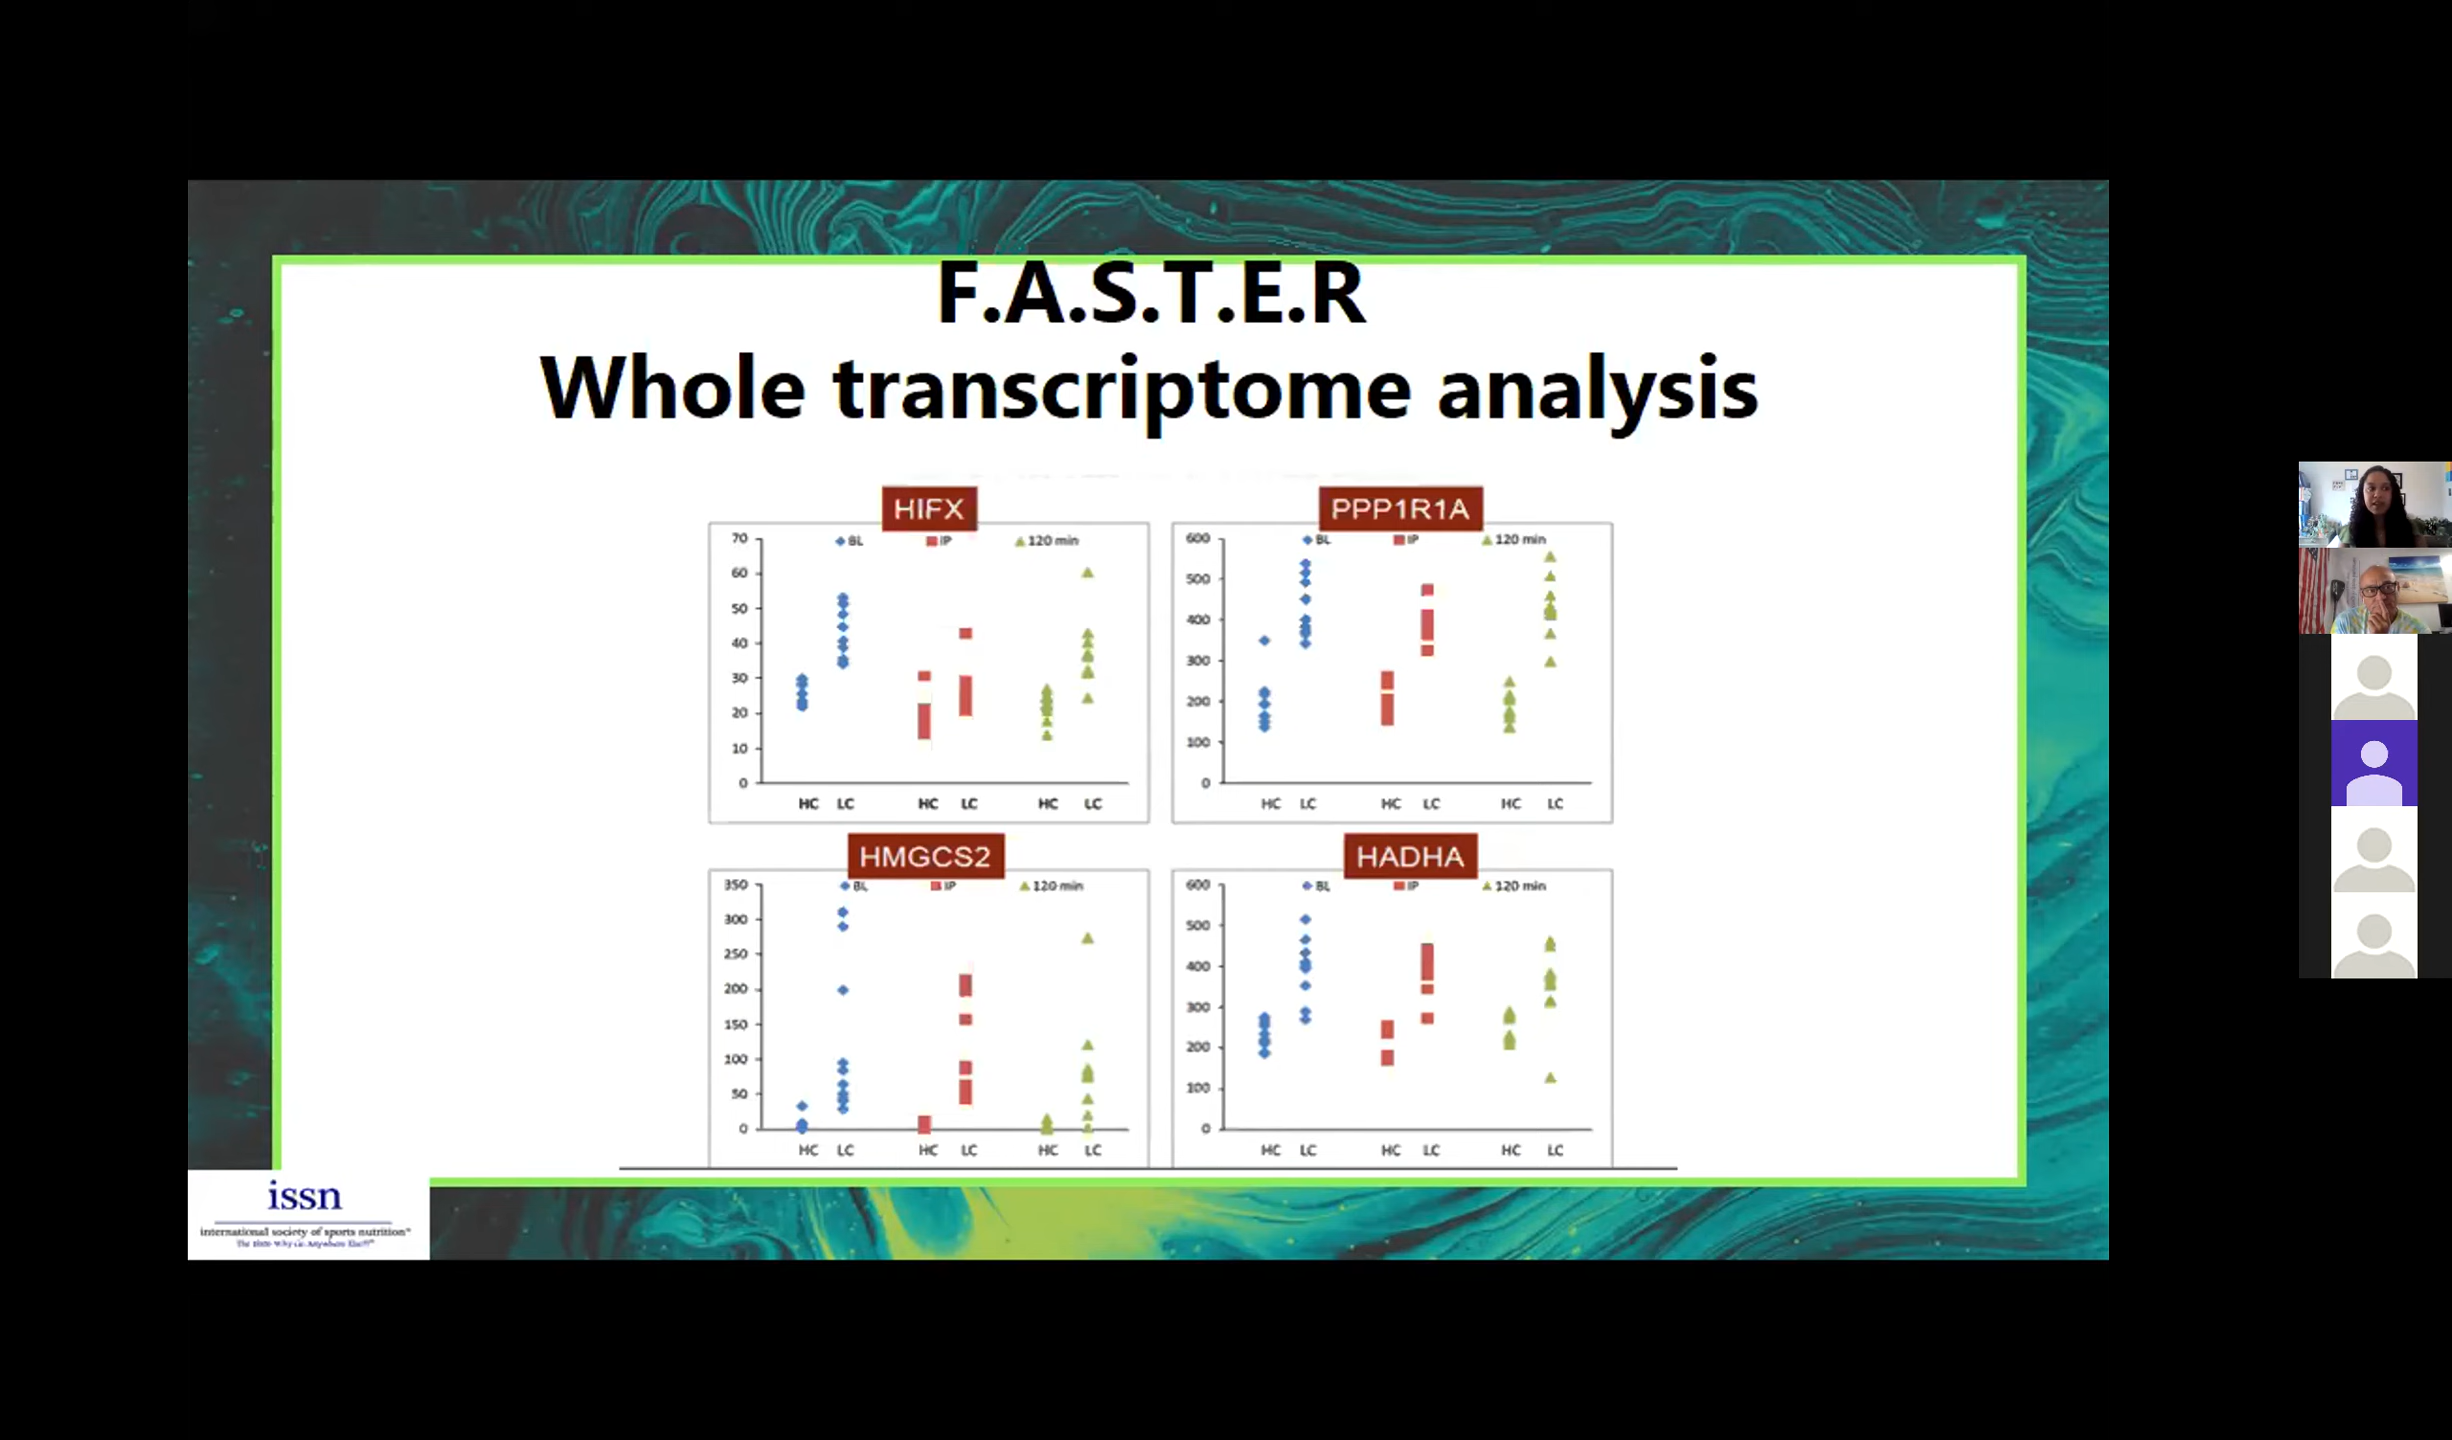 F.A.S.T.E.R
Whole transcriptome analysis
HIFX
BL IP 120 min
70
60
50
40
30
20
10
0
HC LC HC LC HC LC
PPP1R1A
BL IP 120 min
600
500
400
300
200
100
0
HC LC HC LC HC LC
HMGCS2
BL IP 120 min
350
300
250
200
150
100
50
0
HC LC HC LC HC LC
HADHA
BL IP 120 min
600
500
400
300
200
100
0
HC LC HC LC HC LC
issn
international society of sports nutrition